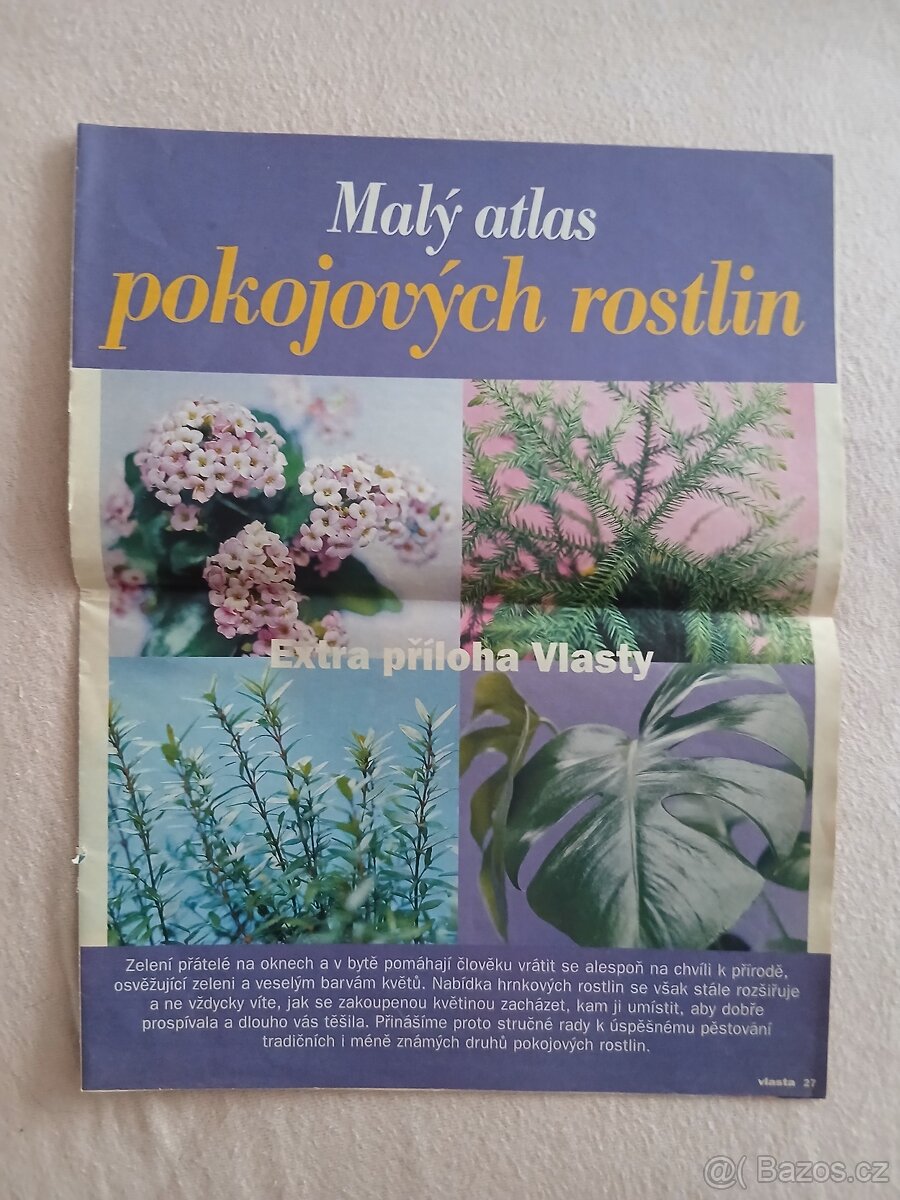 Malý atlas
pokojových rostlin
Extra příloha Vlasty
Zelení přátelé na oknech a v bytě pomáhají člověku vrátit se alespoň na chvíli k přírodě,
osvěžující zeleni a veselým barvám květů. Nabídka hrnkových rostlin se však stále rozšiřuje
a ne vždycky víte, jak se zakoupenou květinou zacházet, kam ji umístit, aby dobře
prospívala a dlouho vás těšila. Přinášíme proto stručné rady k úspěšnému pěstování
tradičních i méně známých druhů pokojových rostlin.
vlasta 27
@( Bazos.cz